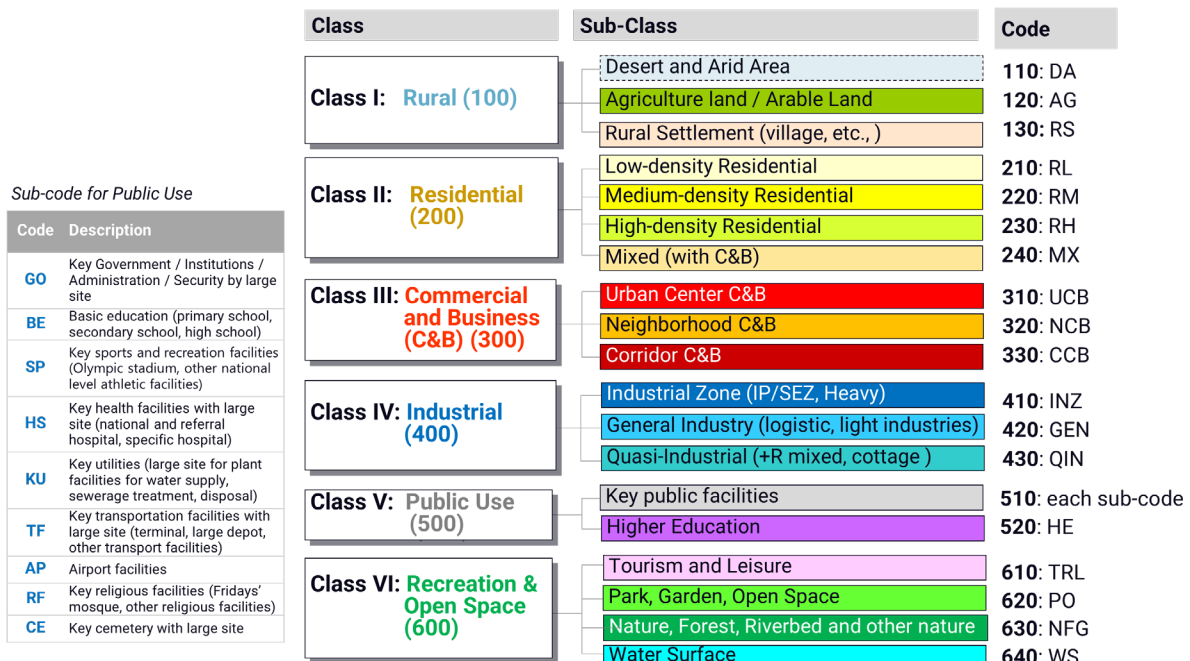 Class
Sub-Class
Code
Class I: Rural (100)
Desert and Arid Area
110: DA
Agriculture land / Arable Land
120: AG
Rural Settlement (village, etc., )
130: RS
Class II: Residential
(200)
Low-density Residential
210: RL
Medium-density Residential
220: RM
High-density Residential
230: RH
Mixed (with C&B)
240: MX
Class III: Commercial
and Business
(C&B) (300)
Urban Center C&B
310: UCB
Neighborhood C&B
320: NCB
Corridor C&B
330: CCB
Class IV: Industrial
(400)
Industrial Zone (IP/SEZ, Heavy)
410: INZ
General Industry (logistic, light industries)
420: GEN
Quasi-Industrial (+R mixed, cottage )
430: QIN
Class V: Public Use
(500)
Key public facilities
510: each sub-code
Higher Education
520: HE
Class VI: Recreation &
Open Space
(600)
Tourism and Leisure
610: TRL
Park, Garden, Open Space
620: PO
Nature, Forest, Riverbed and other nature
630: NFG
Water Surface
640: WS
Sub-code for Public Use
Code Description
GO Key Government / Institutions /
Administration / Security by large
site
BE Basic education (primary school,
secondary school, high school)
SP Key sports and recreation facilities
(Olympic stadium, other national
level athletic facilities)
HS Key health facilities with large
site (national and referral
hospital, specific hospital)
KU Key utilities (large site for plant
facilities for water supply,
sewerage treatment, disposal)
TF Key transportation facilities with
large site (terminal, large depot,
other transport facilities)
AP Airport facilities
RF Key religious facilities (Fridays'
mosque, other religious facilities)
CE Key cemetery with large site